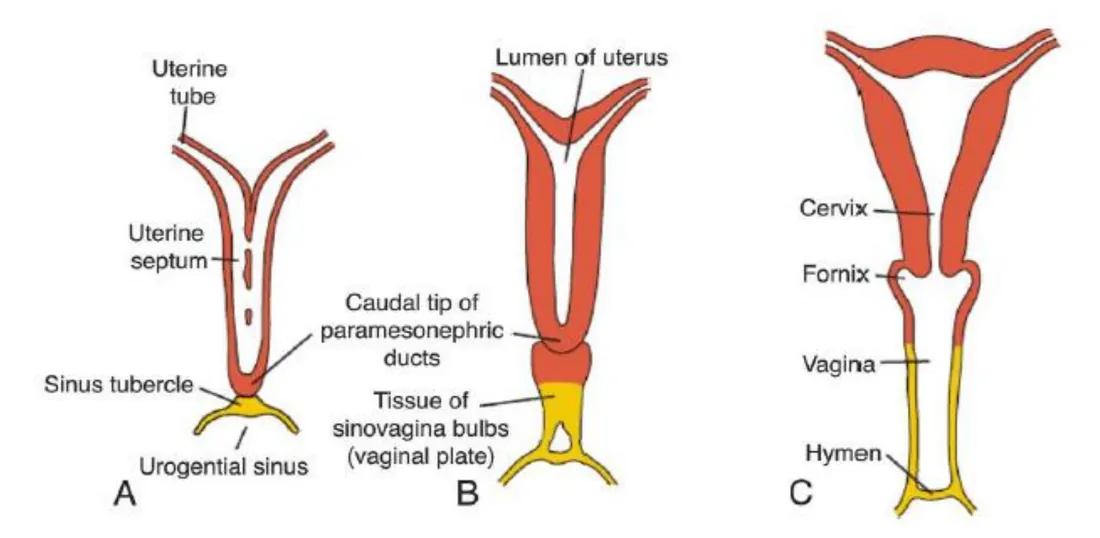 Uterine
tube
Uterine
septum
Sinus tubercle
Urogential sinus
A
Lumen of uterus
Caudal tip of
paramesonephric
ducts
Tissue of
sinovagina bulbs
(vaginal plate)
B
Cervix
Fornix
Vagina
Hymen
C